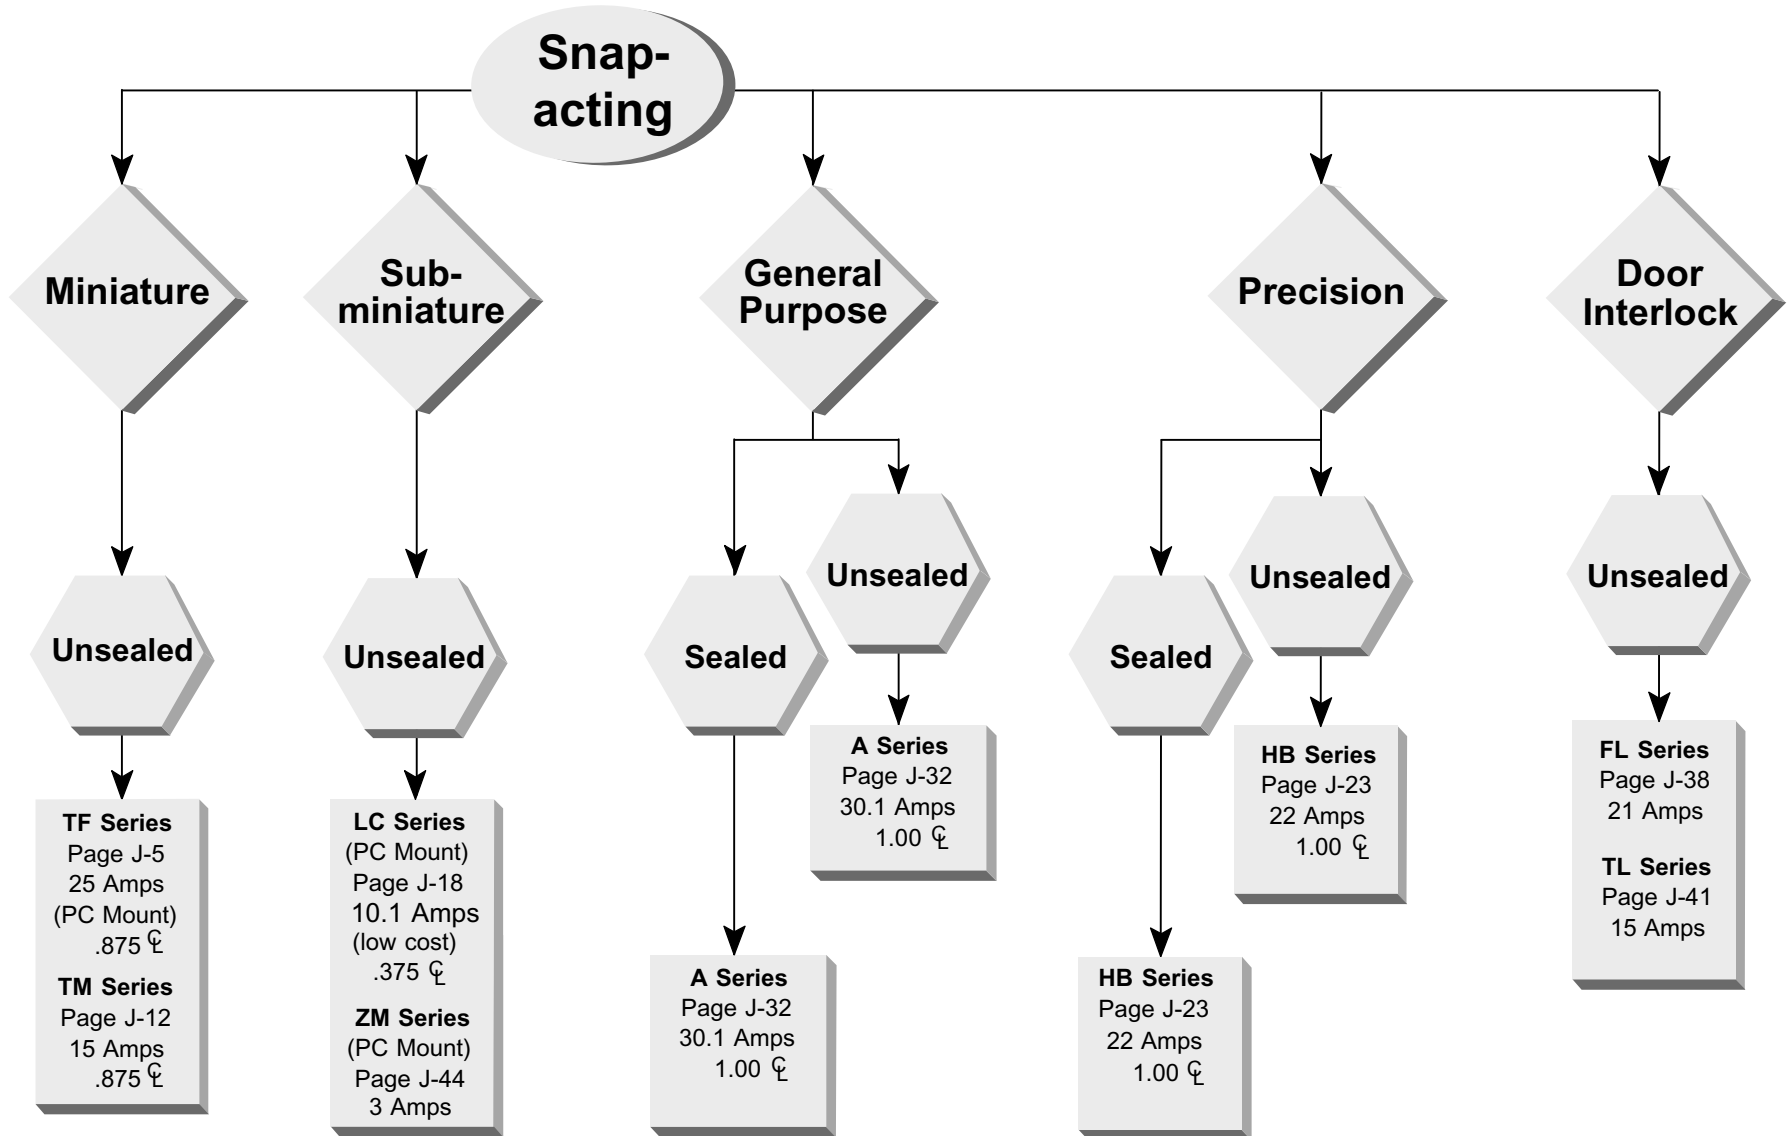 Snap-
acting
Miniature
Sub-
miniature
General
Purpose
Precision
Door
Interlock
Unsealed
Unsealed
Sealed
Unsealed
Sealed
Unsealed
Unsealed
TF Series
Page J-5
25 Amps
(PC Mount)
.875 ℄
TM Series
Page J-12
15 Amps
.875 ℄
LC Series
(PC Mount)
Page J-18
10.1 Amps
(low cost)
.375 ℄
ZM Series
(PC Mount)
Page J-44
3 Amps
A Series
Page J-32
30.1 Amps
1.00 ℄
A Series
Page J-32
30.1 Amps
1.00 ℄
HB Series
Page J-23
22 Amps
1.00 ℄
HB Series
Page J-23
22 Amps
1.00 ℄
FL Series
Page J-38
21 Amps
TL Series
Page J-41
15 Amps